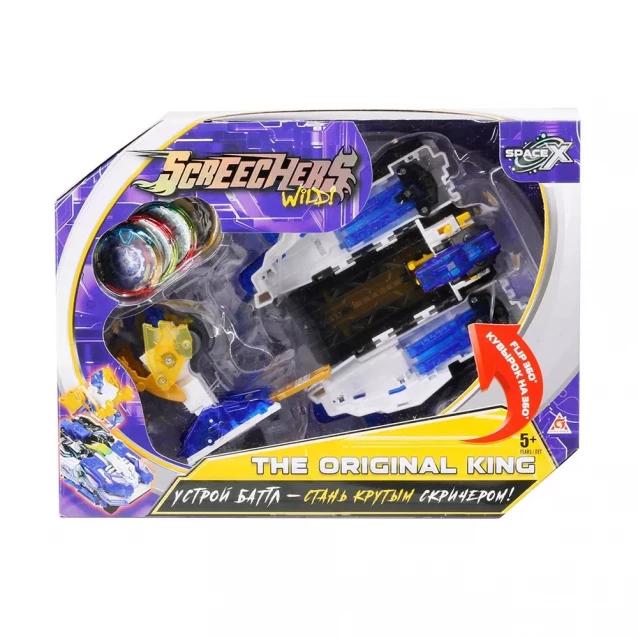 SCREECHERS
WILD!
SPACE X
FLIP 360°
КУВЫРОК НА 360°
5+
YEARS / ЛЕТ
THE ORIGINAL KING
УСТРОЙ БАТТЛ – СТАНЬ КРУТЫМ СКРИЧЕРОМ!